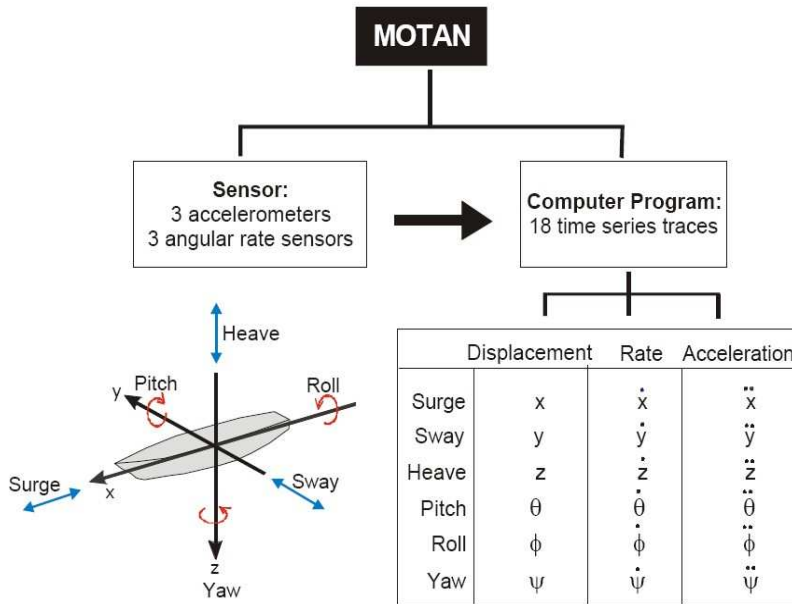 MOTAN
Sensor:
3 accelerometers
3 angular rate sensors
Computer Program:
18 time series traces
Heave
Pitch
Roll
y
Surge
x
Sway
z
Yaw
Displacement Rate Acceleration
Surge x ẋ ẍ
Sway y ẏ ÿ
Heave z ż z̈
Pitch θ θ̇ θ̈
Roll ϕ ϕ̇ ϕ̈
Yaw ψ ψ̇ ψ̈